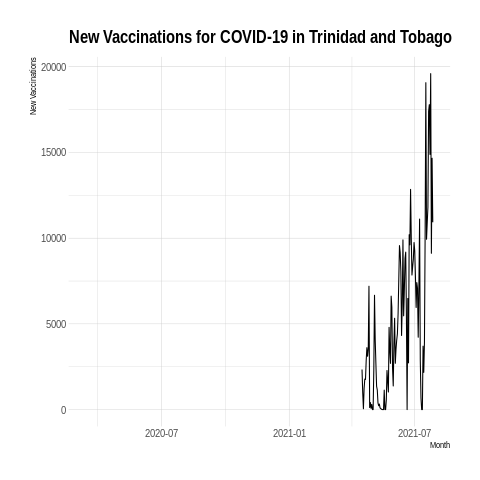 New Vaccinations for COVID-19 in Trinidad and Tobago
New Vaccinations
20000
15000
10000
5000
0
2020-07
2021-01
2021-07
Month